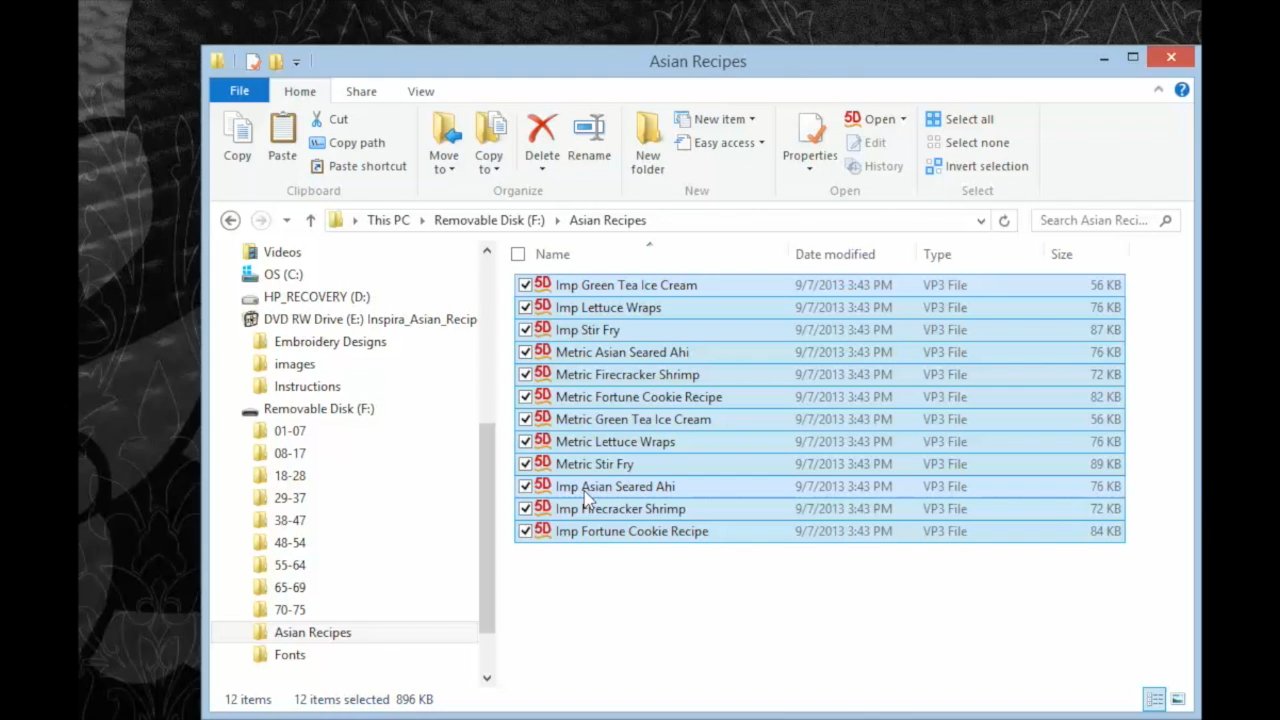 Asian Recipes
File Home Share View
Copy
Paste
Cut
Copy path
Paste shortcut
Clipboard
Move to
Copy to
Delete
Rename
Organize
New folder
New item
Easy access
New
Properties
5D Open
Edit
History
Open
Select all
Select none
Invert selection
Select
This PC Removable Disk (F:) Asian Recipes
Search Asian Reci...
Videos
OS (C:)
HP_RECOVERY (D:)
DVD RW Drive (E:) Inspira_Asian_Recip
Embroidery Designs
images
Instructions
Removable Disk (F:)
01-07
08-17
18-28
29-37
38-47
48-54
55-64
65-69
70-75
Asian Recipes
Fonts
Name Date modified Type Size
5D Imp Green Tea Ice Cream 9/7/2013 3:43 PM VP3 File 56 KB
5D Imp Lettuce Wraps 9/7/2013 3:43 PM VP3 File 76 KB
5D Imp Stir Fry 9/7/2013 3:43 PM VP3 File 87 KB
5D Metric Asian Seared Ahi 9/7/2013 3:43 PM VP3 File 76 KB
5D Metric Firecracker Shrimp 9/7/2013 3:43 PM VP3 File 72 KB
5D Metric Fortune Cookie Recipe 9/7/2013 3:43 PM VP3 File 82 KB
5D Metric Green Tea Ice Cream 9/7/2013 3:43 PM VP3 File 56 KB
5D Metric Lettuce Wraps 9/7/2013 3:43 PM VP3 File 76 KB
5D Metric Stir Fry 9/7/2013 3:43 PM VP3 File 89 KB
5D Imp Asian Seared Ahi 9/7/2013 3:43 PM VP3 File 76 KB
5D Imp Firecracker Shrimp 9/7/2013 3:43 PM VP3 File 72 KB
5D Imp Fortune Cookie Recipe 9/7/2013 3:43 PM VP3 File 84 KB
12 items 12 items selected 896 KB